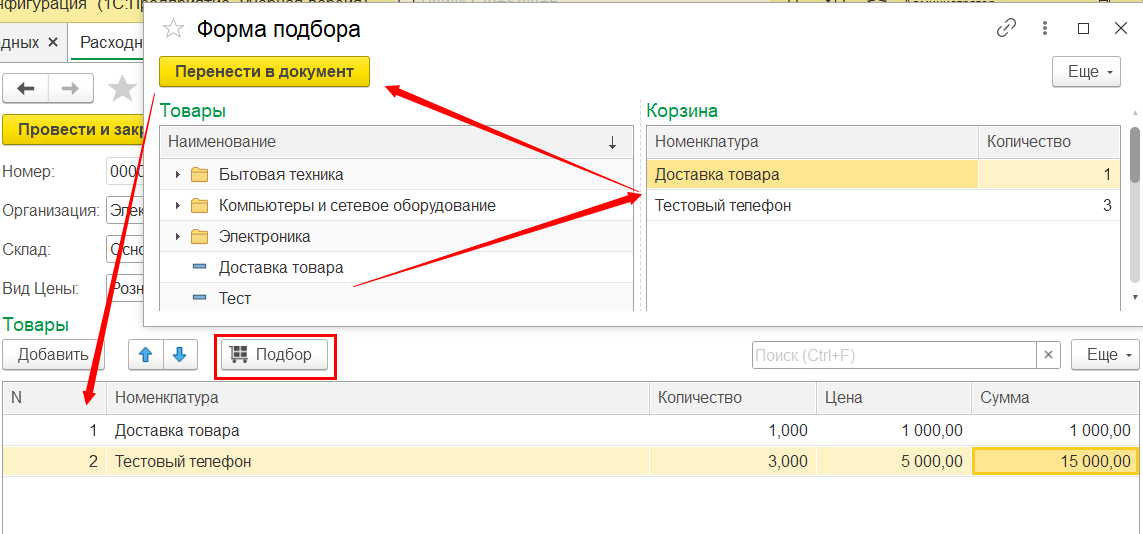 нфигурация (1С:Предприятие, Учебная версия)
дных × Расходн
Форма подбора
Перенести в документ
Еще
Товары
Наименование
Бытовая техника
Компьютеры и сетевое оборудование
Электроника
Доставка товара
Тест
Корзина
Номенклатура Количество
Доставка товара 1
Тестовый телефон 3
Провести и закр
Номер: 0000
Организация: Элек
Склад: Осно
Вид Цены: Розн
Товары
Добавить Подбор Поиск (Ctrl+F) × Еще
N Номенклатура Количество Цена Сумма
1 Доставка товара 1,000 1 000,00 1 000,00
2 Тестовый телефон 3,000 5 000,00 15 000,00